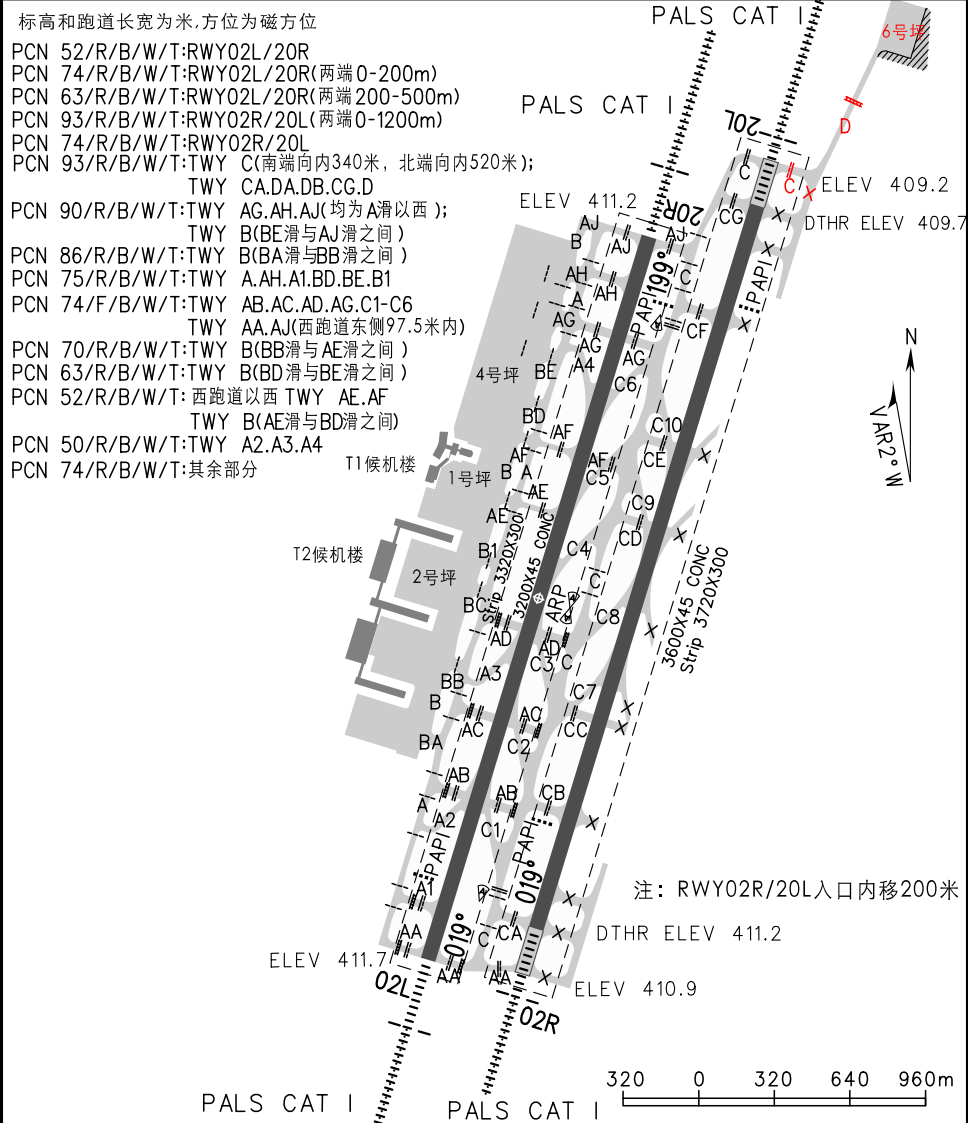 标高和跑道长宽为米,方位为磁方位
PCN 52/R/B/W/T:RWY02L/20R
PCN 74/R/B/W/T:RWY02L/20R(两端0-200m)
PCN 63/R/B/W/T:RWY02L/20R(两端200-500m)
PCN 93/R/B/W/T:RWY02R/20L(两端0-1200m)
PCN 74/R/B/W/T:RWY02R/20L
PCN 93/R/B/W/T:TWY C(南端向内340米, 北端向内520米);
TWY CA.DA.DB.CG.D
PCN 90/R/B/W/T:TWY AG.AH.AJ(均为A滑以西);
TWY B(BE滑与AJ滑之间)
PCN 86/R/B/W/T:TWY B(BA滑与BB滑之间)
PCN 75/R/B/W/T:TWY A.AH.A1.BD.BE.B1
PCN 74/F/B/W/T:TWY AB.AC.AD.AG.C1-C6
TWY AA.AJ(西跑道东侧97.5米内)
PCN 70/R/B/W/T:TWY B(BB滑与AE滑之间)
PCN 63/R/B/W/T:TWY B(BD滑与BE滑之间)
PCN 52/R/B/W/T:西跑道以西 TWY AE.AF
TWY B(AE滑与BD滑之间)
PCN 50/R/B/W/T:TWY A2.A3.A4
PCN 74/R/B/W/T:其余部分
PALS CAT I
PALS CAT I
6号坪
D
20L
C
C
ELEV 409.2
CG
DTHR ELEV 409.7
ELEV 411.2
20R
AJ
B
AJ
AJ
199°
C
PAPI
PAPI
AH
AH
A
AG
AG
A4
AG
CF
C6
BE
4号坪
N
VAR2°W
BD
AF
C10
CE
AF
B
A
AF
C5
T1候机楼
1号坪
AE
AE
C9
CD
T2候机楼
2号坪
B1
Strip 3320X300
3200X45 CONC
C4
C
3600X45 CONC
Strip 3720X300
BC
ARP
C8
AD
AD
C3
C
A3
BB
B
C7
AC
AC
CC
BA
C2
AB
AB
CB
A
A2
C1
PAPI
PAPI
A1
019°
019°
注: RWY02R/20L入口内移200米
AA
C
CA
DTHR ELEV 411.2
ELEV 411.7
AA
AA
02L
ELEV 410.9
02R
320 0 320 640 960m
PALS CAT I
PALS CAT I